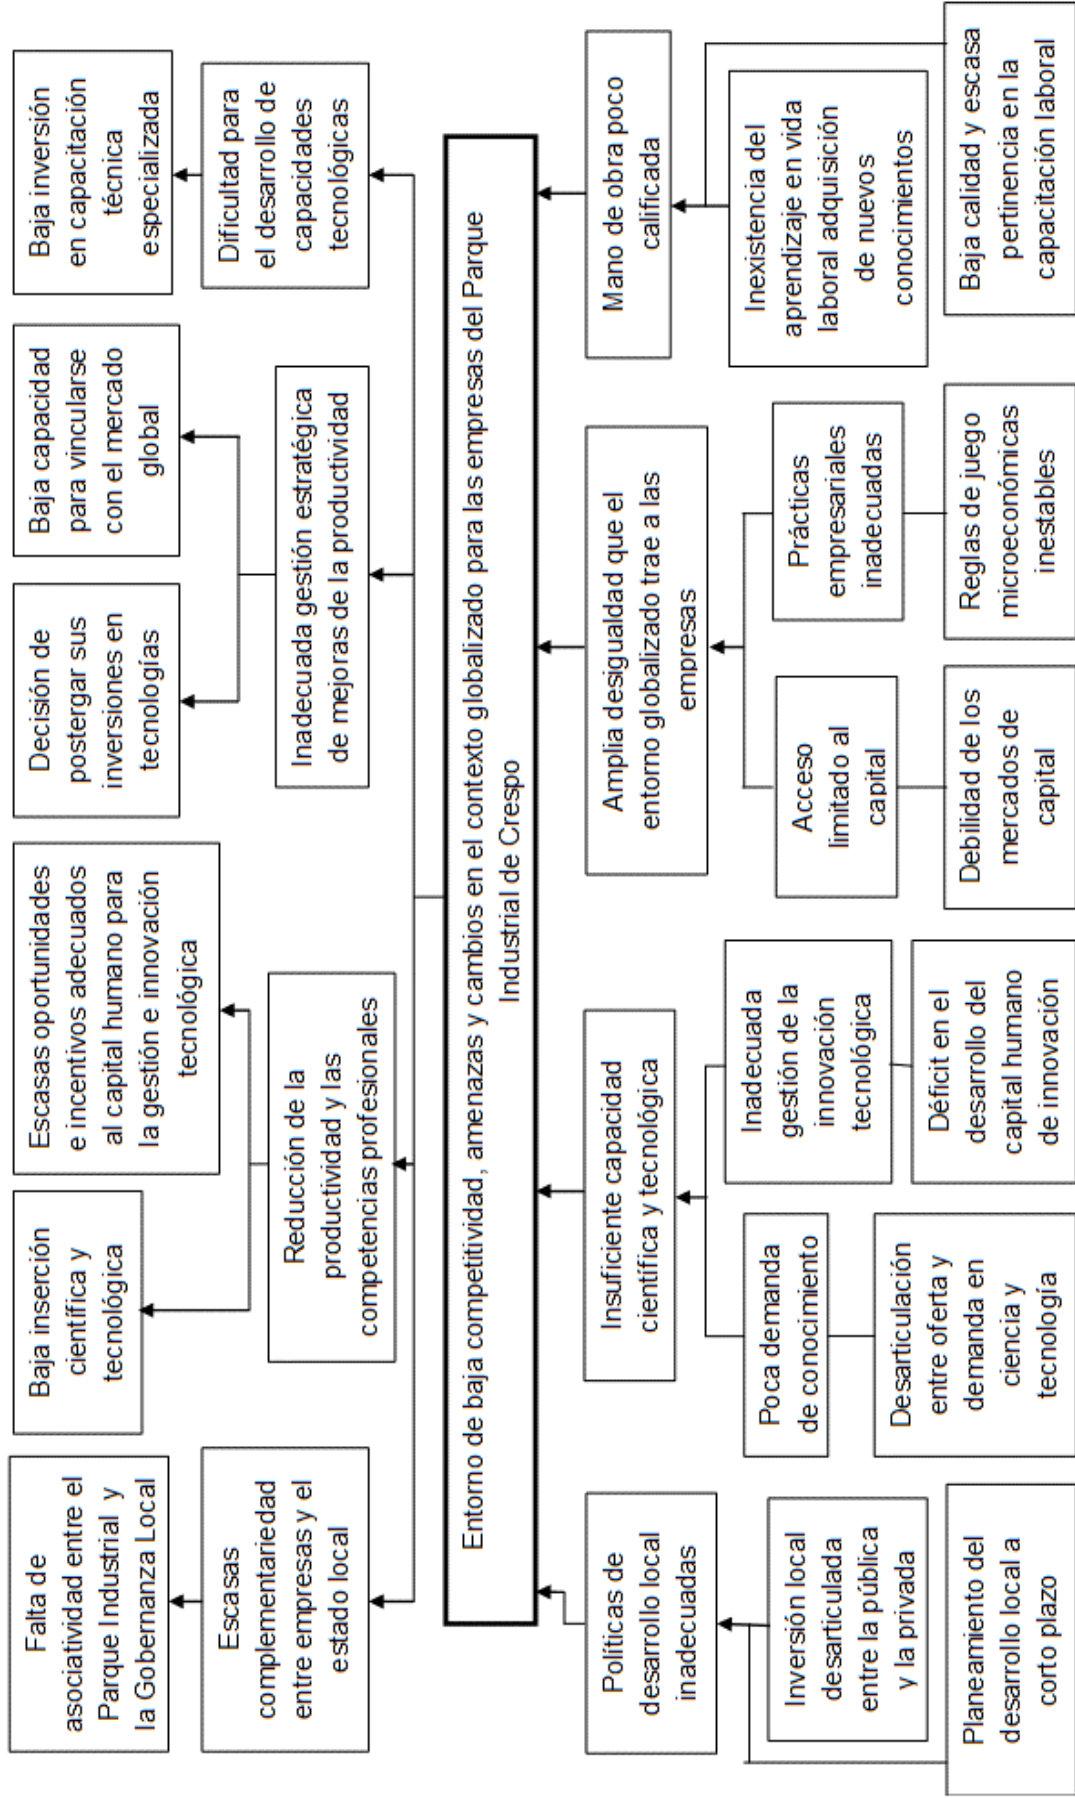 Falta de
asociatividad entre el
Parque Industrial y
la Gobernanza Local
Baja inserción
científica y
tecnológica
Escasas oportunidades
e incentivos adecuados
al capital humano para
la gestión e innovación
tecnológica
Decisión de
postergar sus
inversiones en
tecnologías
Baja capacidad
para vincularse
con el mercado
global
Baja inversión
en capacitación
técnica
especializada
Escasas
complementariedad
entre empresas y el
estado local
Reducción de la
productividad y las
competencias profesionales
Inadecuada gestión estratégica
de mejoras de la productividad
Dificultad para
el desarrollo de
capacidades
tecnológicas
Entorno de baja competitividad, amenazas y cambios en el contexto globalizado para las empresas del Parque
Industrial de Crespo
Políticas de
desarrollo local
inadecuadas
Insuficiente capacidad
científica y tecnológica
Amplia desigualdad que el
entorno globalizado trae a las
empresas
Mano de obra poco
calificada
Inversión local
desarticulada
entre la pública
y la privada
Poca demanda
de conocimiento
Inadecuada
gestión de la
innovación
tecnológica
Acceso
limitado al
capital
Prácticas
empresariales
inadecuadas
Inexistencia del
aprendizaje en vida
laboral adquisición
de nuevos
conocimientos
Planeamiento del
desarrollo local a
corto plazo
Desarticulación
entre oferta y
demanda en
ciencia y
tecnología
Déficit en el
desarrollo del
capital humano
de innovación
Debilidad de los
mercados de
capital
Reglas de juego
microeconómicas
inestables
Baja calidad y escasa
pertinencia en la
capacitación laboral